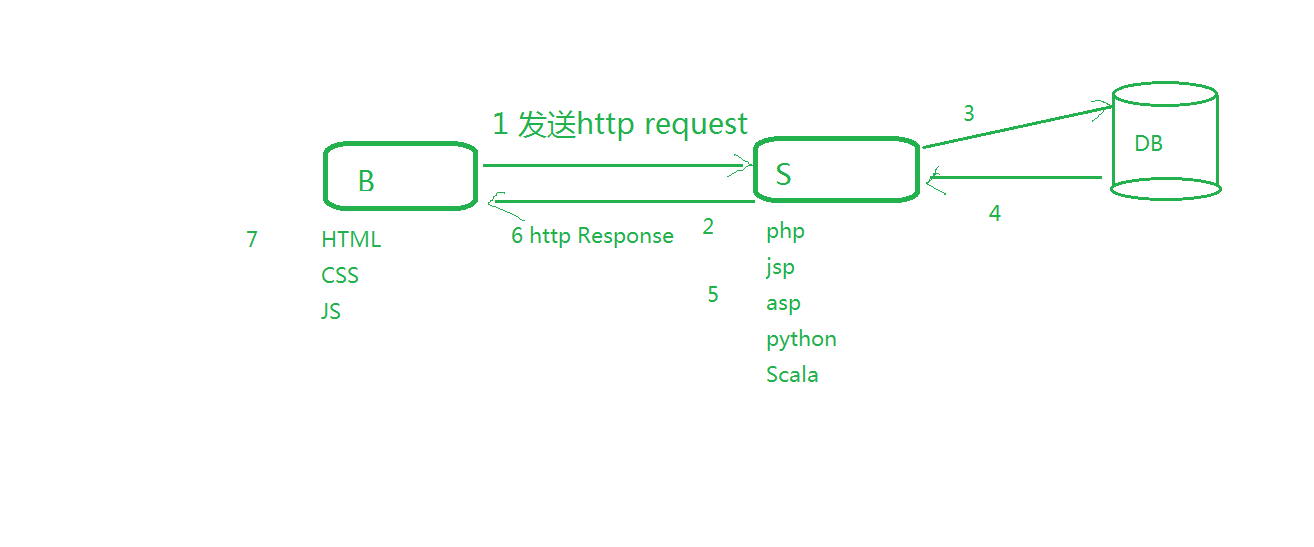 1 发送http request
B
S
3
DB
4
6 http Response
2
7
HTML
CSS
JS
5
php
jsp
asp
python
Scala